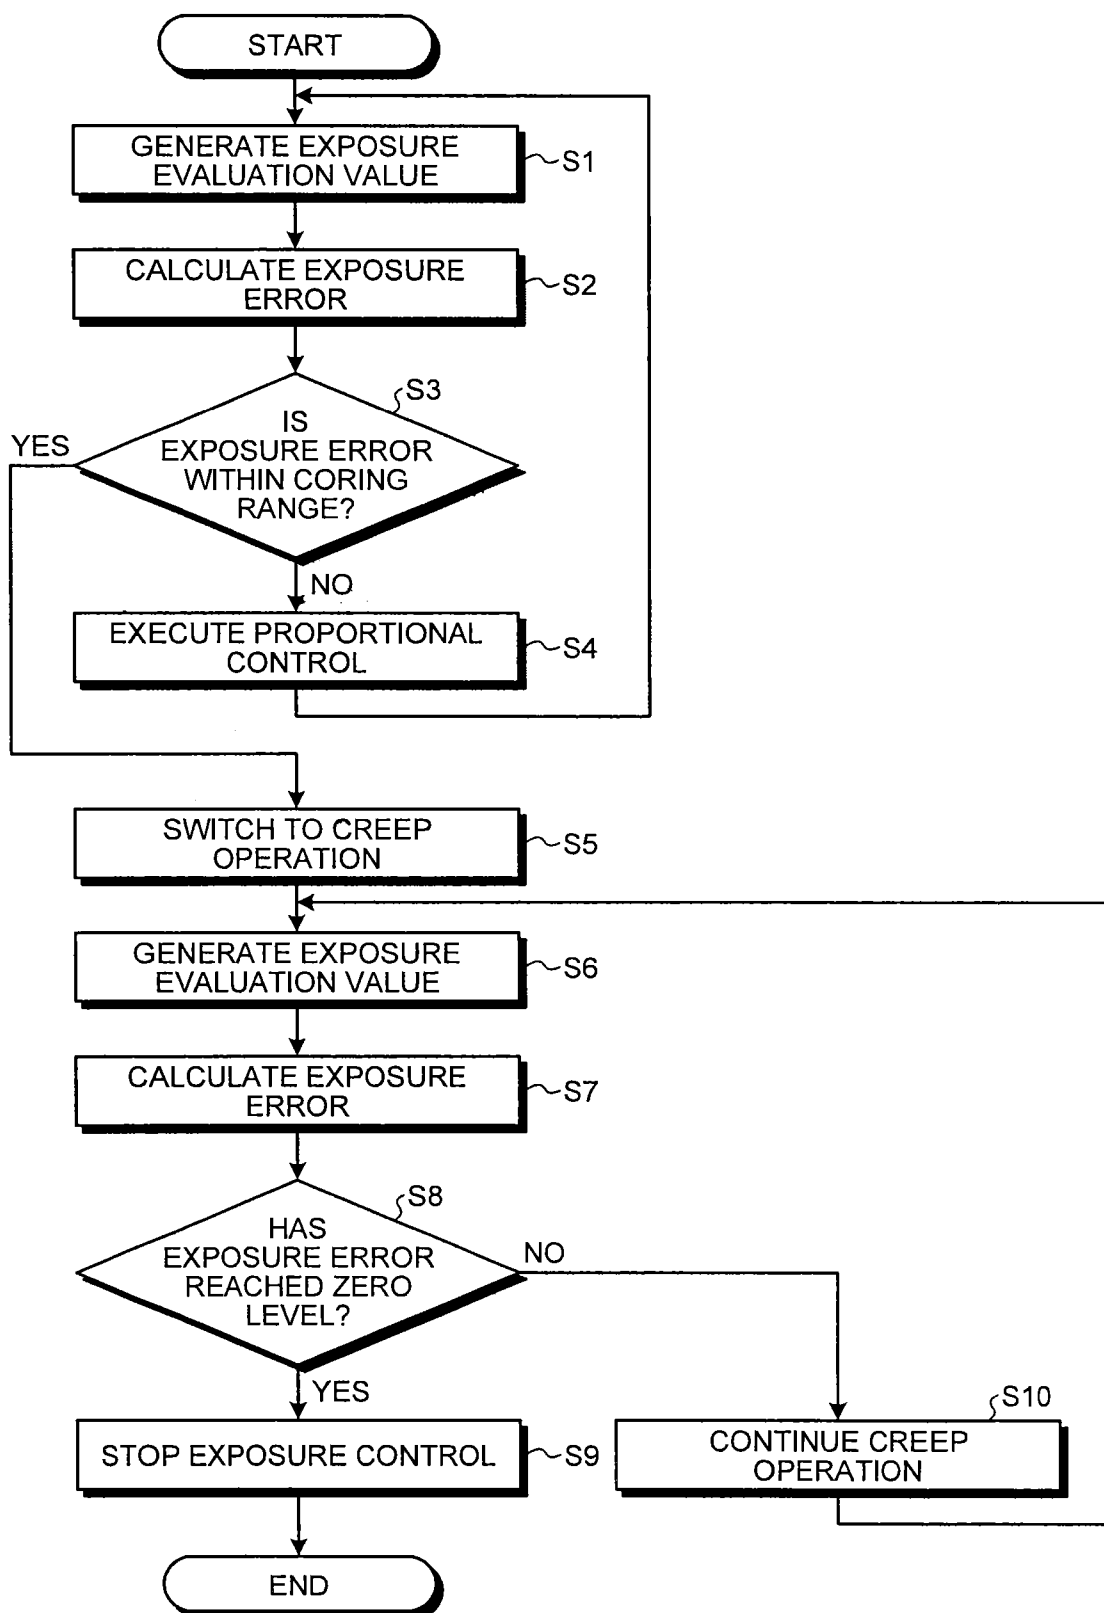 START
GENERATE EXPOSURE
EVALUATION VALUE
S1
CALCULATE EXPOSURE
ERROR
S2
S3
IS
EXPOSURE ERROR
WITHIN CORING
RANGE?
YES
NO
EXECUTE PROPORTIONAL
CONTROL
S4
SWITCH TO CREEP
OPERATION
S5
GENERATE EXPOSURE
EVALUATION VALUE
S6
CALCULATE EXPOSURE
ERROR
S7
S8
HAS
EXPOSURE ERROR
REACHED ZERO
LEVEL?
NO
YES
STOP EXPOSURE CONTROL
S9
S10
CONTINUE CREEP
OPERATION
END